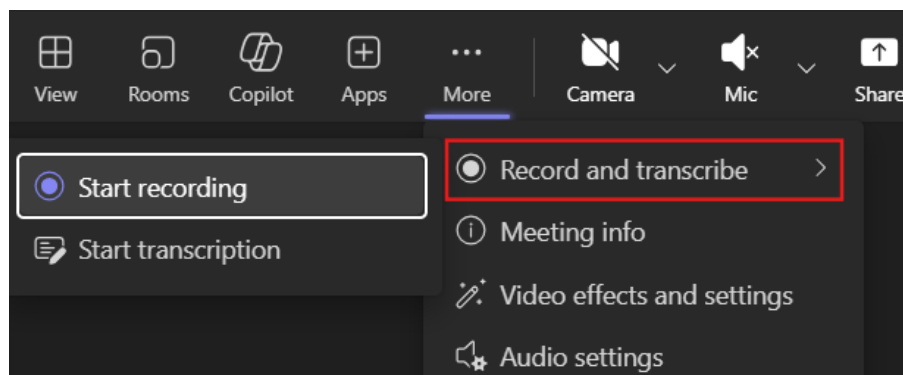 View Rooms Copilot Apps More Camera Mic Share
Record and transcribe
Start recording
Meeting info
Start transcription
Video effects and settings
Audio settings